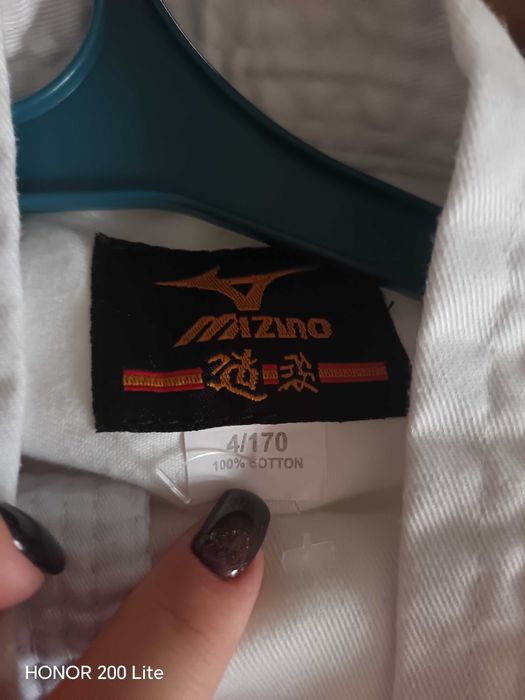 MIZUNO
4/170
100% COTTON
HONOR 200 Lite